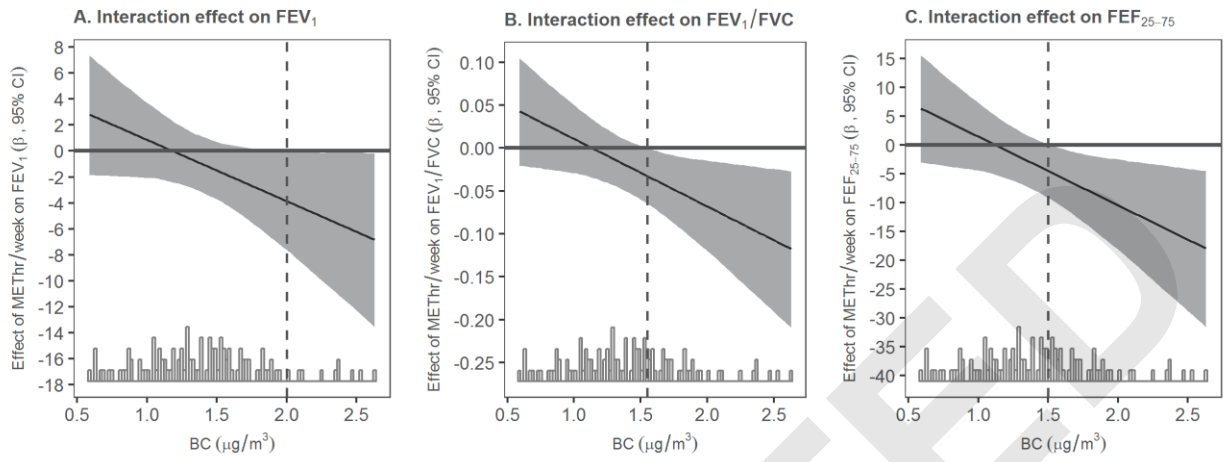 A. Interaction effect on FEV₁
Effect of METhr/week on FEV₁ (β, 95% CI)
8
6
4
2
0
-2
-4
-6
-8
-10
-12
-14
-16
-18
0.5 1.0 1.5 2.0 2.5
BC (µg/m³)
B. Interaction effect on FEV₁/FVC
Effect of METhr/week on FEV₁/FVC (β, 95% CI)
0.10
0.05
0.00
-0.05
-0.10
-0.15
-0.20
-0.25
0.5 1.0 1.5 2.0 2.5
BC (µg/m³)
C. Interaction effect on FEF₂₅₋₇₅
Effect of METhr/week on FEF₂₅₋₇₅ (β, 95% CI)
15
10
5
0
-5
-10
-15
-20
-25
-30
-35
-40
0.5 1.0 1.5 2.0 2.5
BC (µg/m³)
ED